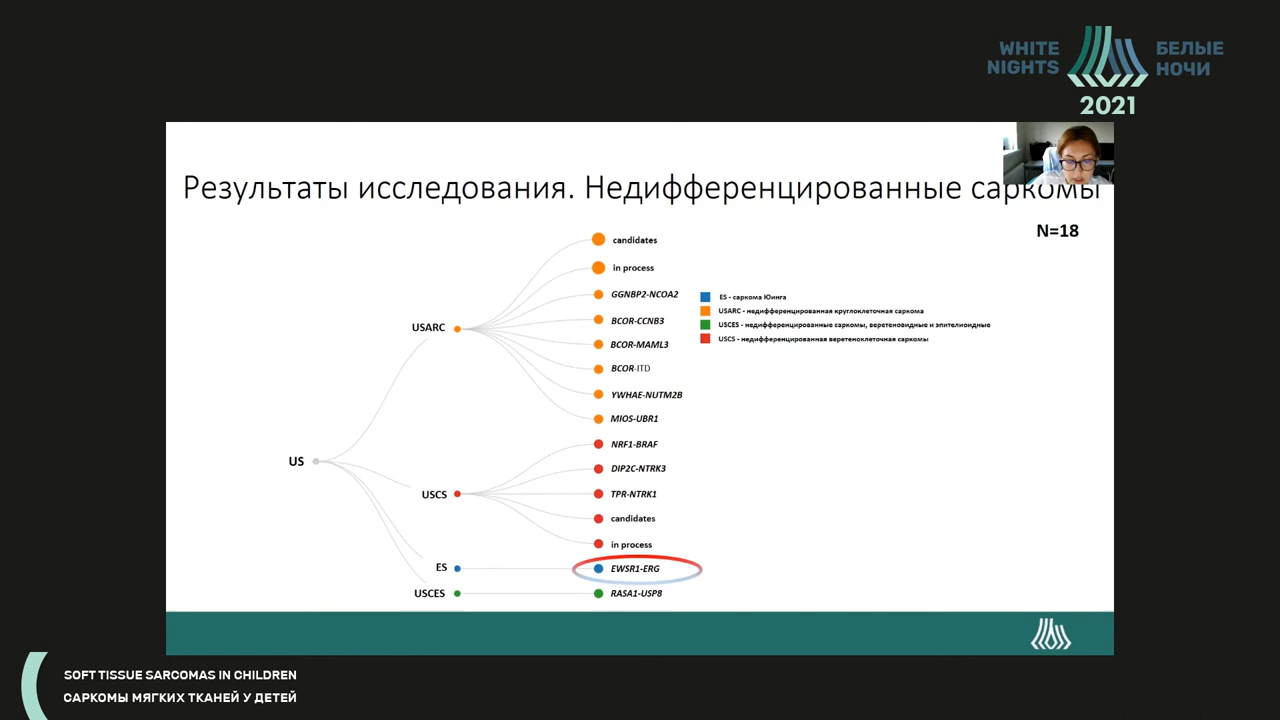 WHITE NIGHTS
БЕЛЫЕ НОЧИ
2021
Результаты исследования. Недифференцированные саркомы
N=18
candidates
in process
GGNBP2-NCOA2
BCOR-CCNB3
BCOR-MAML3
BCOR-ITD
YWHAE-NUTM2B
MIOS-UBR1
USARC
NRF1-BRAF
DIP2C-NTRK3
TPR-NTRK1
candidates
in process
USCS
US
ES
EWSR1-ERG
USCES
RASA1-USP8
ES - саркома Юинга
USARC - недифференцированная круглоклеточная саркома
USCES - недифференцированные саркомы, веретеновидные и эпителиоидные
USCS - недифференцированная веретеноклеточная саркомы
SOFT TISSUE SARCOMAS IN CHILDREN
САРКОМЫ МЯГКИХ ТКАНЕЙ У ДЕТЕЙ